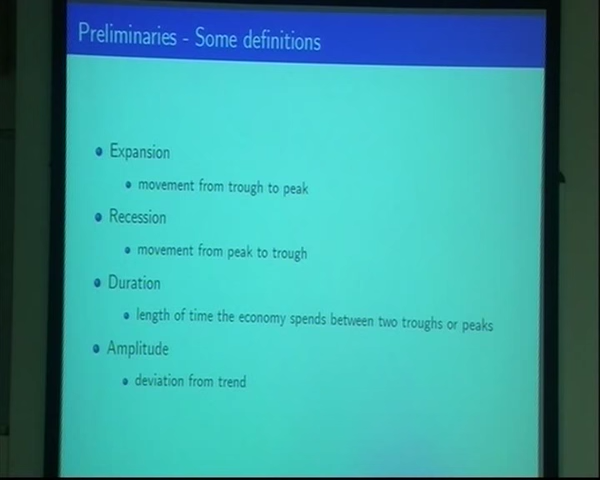 Preliminaries - Some definitions
Expansion
movement from trough to peak
Recession
movement from peak to trough
Duration
length of time the economy spends between two troughs or peaks
Amplitude
deviation from trend